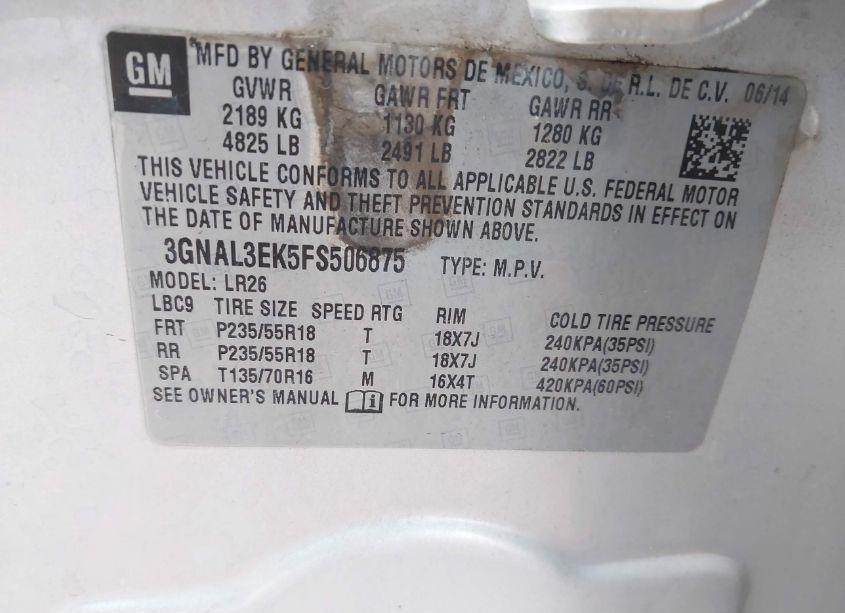 GM
MFD BY GENERAL MOTORS DE MEXICO, S. DE R.L. DE C.V. 06/14
GVWR GAWR FRT GAWR RR
2189 KG 1130 KG 1280 KG
4825 LB 2491 LB 2822 LB
THIS VEHICLE CONFORMS TO ALL APPLICABLE U.S. FEDERAL MOTOR
VEHICLE SAFETY AND THEFT PREVENTION STANDARDS IN EFFECT ON
THE DATE OF MANUFACTURE SHOWN ABOVE.
3GNAL3EK5FS506875 TYPE: M.P.V.
MODEL: LR26
LBC9 TIRE SIZE SPEED RTG RIM COLD TIRE PRESSURE
FRT P235/55R18 T 18X7J 240KPA(35PSI)
RR P235/55R18 T 18X7J 240KPA(35PSI)
SPA T135/70R16 M 16X4T 420KPA(60PSI)
SEE OWNER'S MANUAL i FOR MORE INFORMATION.